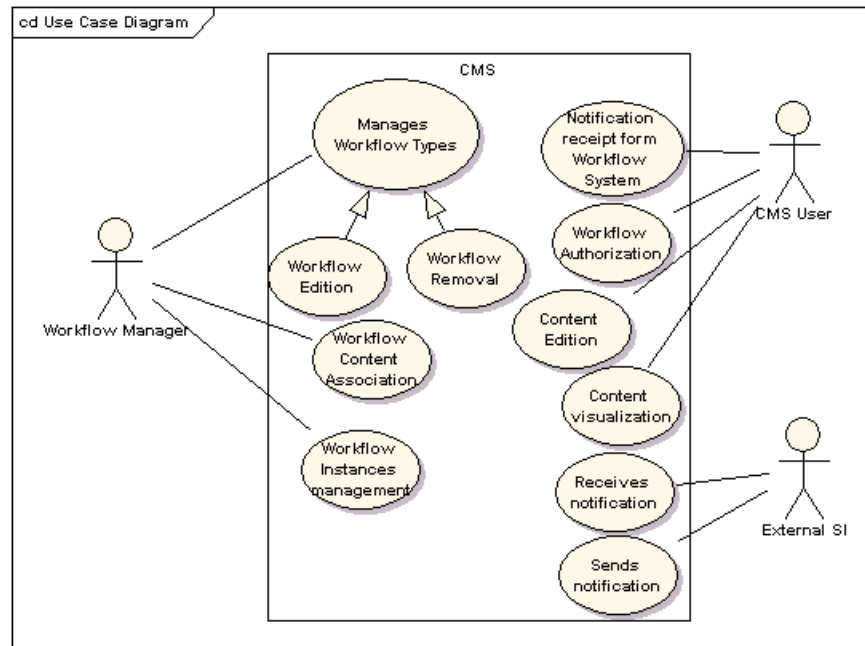 cd Use Case Diagram
CMS
Manages
Workflow Types
Notification
receipt form
Workflow
System
CMS User
Workflow
Authorization
Workflow
Edition
Workflow
Removal
Workflow Manager
Content
Edition
Workflow
Content
Association
Content
visualization
Workflow
Instances
management
Receives
notification
External SI
Sends
notification